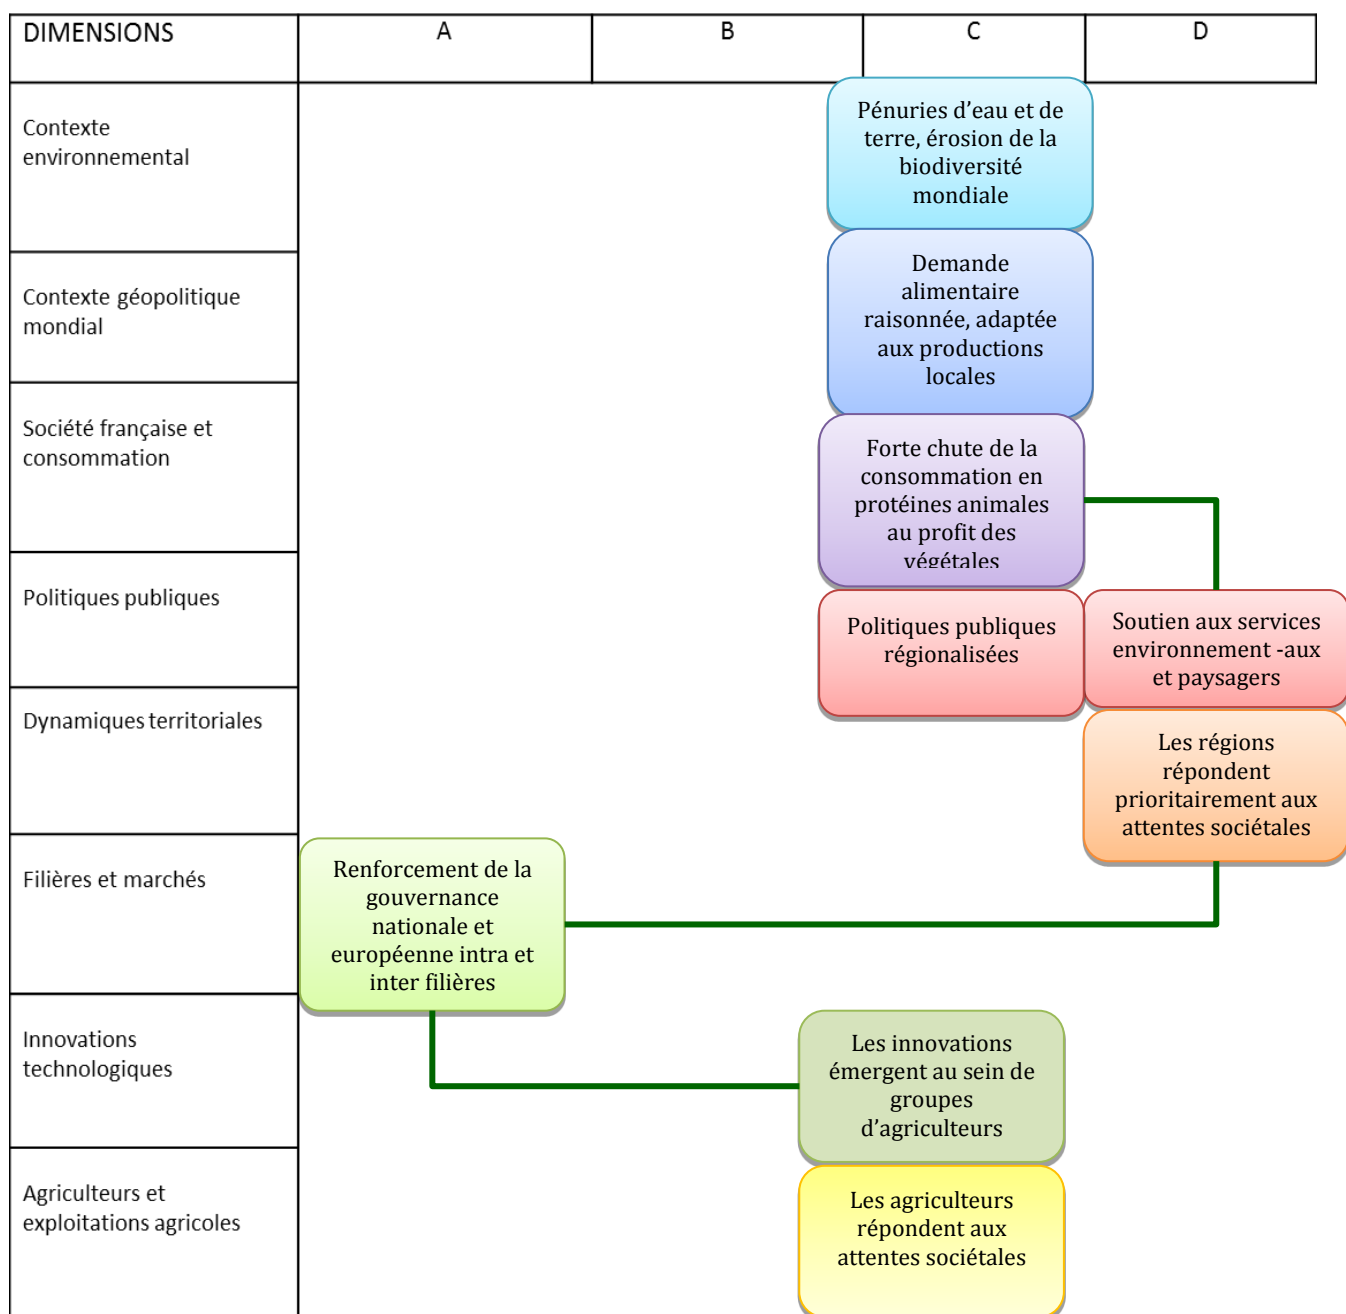 DIMENSIONS
A
B
C
D
Contexte
environnemental
Pénuries d’eau et de
terre, érosion de la
biodiversité
mondiale
Contexte géopolitique
mondial
Demande
alimentaire
raisonnée, adaptée
aux productions
locales
Société française et
consommation
Forte chute de la
consommation en
protéines animales
au profit des
végétales
Politiques publiques
Politiques publiques
régionalisées
Soutien aux services
environnement -aux
et paysagers
Dynamiques territoriales
Les régions
répondent
prioritairement aux
attentes sociétales
Filières et marchés
Renforcement de la
gouvernance
nationale et
européenne intra et
inter filières
Innovations
technologiques
Les innovations
émergent au sein de
groupes
d’agriculteurs
Agriculteurs et
exploitations agricoles
Les agriculteurs
répondent aux
attentes sociétales